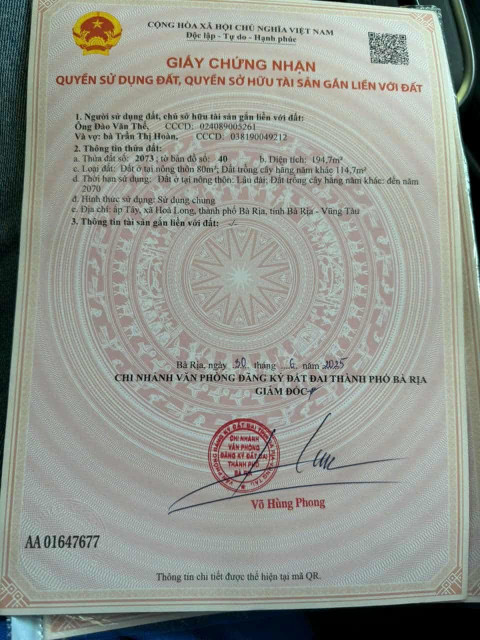 CỘNG HÒA XÃ HỘI CHỦ NGHĨA VIỆT NAM
Độc lập - Tự do - Hạnh phúc
GIẤY CHỨNG NHẬN
QUYỀN SỬ DỤNG ĐẤT, QUYỀN SỞ HỮU TÀI SẢN GẮN LIỀN VỚI ĐẤT
1. Người sử dụng đất, chủ sở hữu tài sản gắn liền với đất:
Ông Đào Văn Thế, CCCD: 024089005261
Và vợ: bà Trần Thị Hoàn, CCCD: 038190049212
2. Thông tin thửa đất:
a. Thửa đất số: 2073; tờ bản đồ số: 40 b. Diện tích: 194,7m²
c. Loại đất: Đất ở tại nông thôn 80m²; Đất trồng cây hàng năm khác 114,7m²
d. Thời hạn sử dụng: Đất ở tại nông thôn: Lâu dài; Đất trồng cây hàng năm khác: đến năm
2070
đ. Hình thức sử dụng: Sử dụng chung
e. Địa chỉ: ấp Tây, xã Hoà Long, thành phố Bà Rịa, tỉnh Bà Rịa - Vũng Tàu
3. Thông tin tài sản gắn liền với đất: -/-
Bà Rịa, ngày 30 tháng 6 năm 2025
CHI NHÁNH VĂN PHÒNG ĐĂNG KÝ ĐẤT ĐAI THÀNH PHỐ BÀ RỊA
GIÁM ĐỐC
CHI NHÁNH
VĂN PHÒNG
ĐĂNG KÝ ĐẤT ĐAI
THÀNH PHỐ
BÀ RỊA
Võ Hùng Phong
AA 01647677
Thông tin chi tiết được thể hiện tại mã QR.